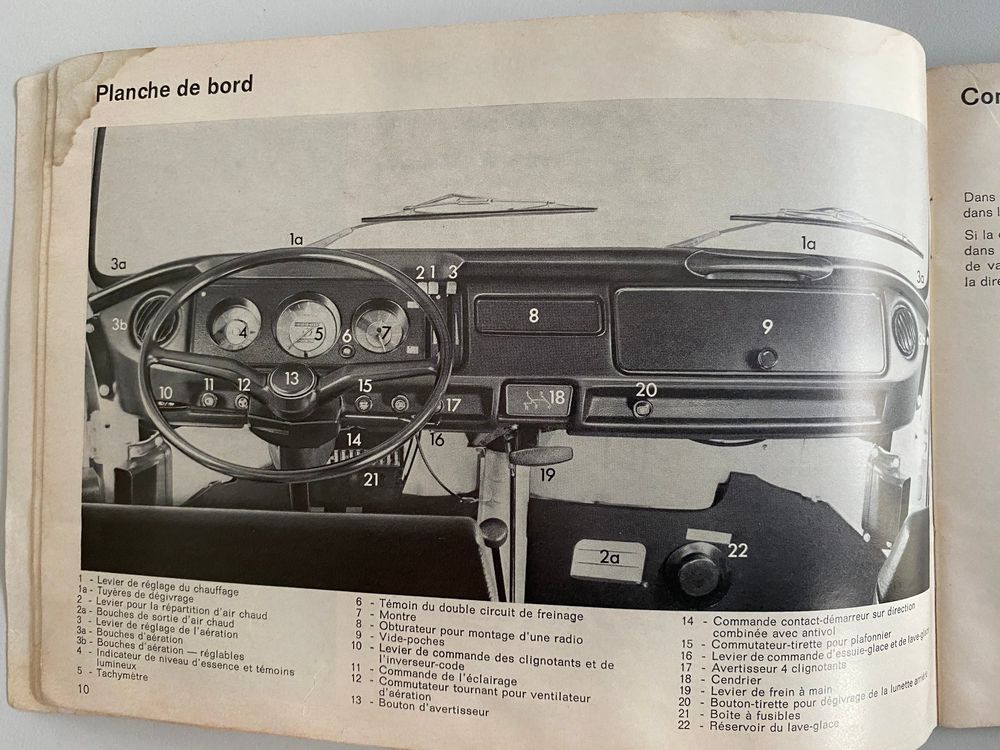 Planche de bord
1a
1a
3a
3a
2 1 3
3b
4
5
6
7
8
9
10
11
12
13
15
17
18
20
14
16
21
19
2a
22
1 - Levier de réglage du chauffage
1a - Tuyères de dégivrage
2 - Levier pour la répartition d'air chaud
2a - Bouches de sortie d'air chaud
3 - Levier de réglage de l'aération
3a - Bouches d'aération
3b - Bouches d'aération — réglables
4 - Indicateur de niveau d'essence et témoins
lumineux
5 - Tachymètre
10
6 - Témoin du double circuit de freinage
7 - Montre
8 - Obturateur pour montage d'une radio
9 - Vide-poches
10 - Levier de commande des clignotants et de
l'inverseur-code
11 - Commande de l'éclairage
12 - Commutateur tournant pour ventilateur
d'aération
13 - Bouton d'avertisseur
14 - Commande contact-démarreur sur direction
combinée avec antivol
15 - Commutateur-tirette pour plafonnier
16 - Levier de commande d'essuie-glace et de lave-glace
17 - Avertisseur 4 clignotants
18 - Cendrier
19 - Levier de frein à main
20 - Bouton-tirette pour dégivrage de la lunette arrière
21 - Boîte à fusibles
22 - Réservoir du lave-glace
Dans
Si la
dans
de
la